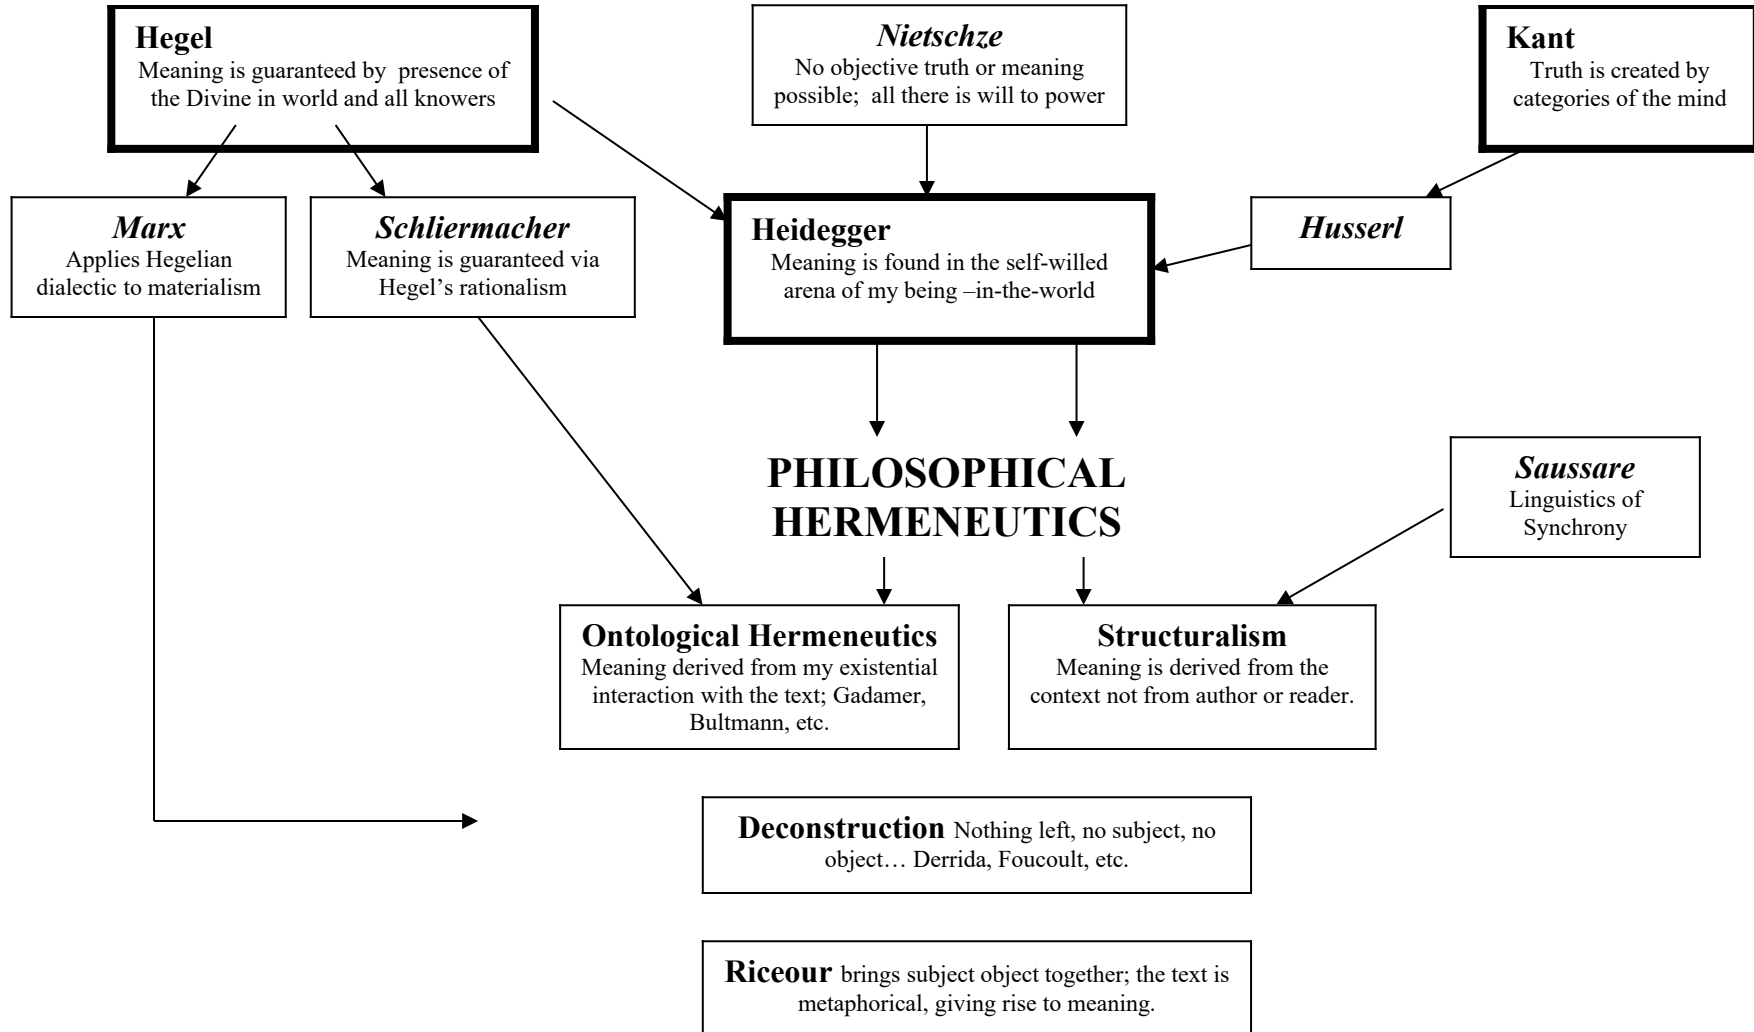 Hegel
Meaning is guaranteed by presence of
the Divine in world and all knowers
Nietschze
No objective truth or meaning
possible; all there is will to power
Kant
Truth is created by
categories of the mind
Marx
Applies Hegelian
dialectic to materialism
Schliermacher
Meaning is guaranteed via
Hegel’s rationalism
Heidegger
Meaning is found in the self-willed
arena of my being –in-the-world
Husserl
PHILOSOPHICAL
HERMENEUTICS
Saussare
Linguistics of
Synchrony
Ontological Hermeneutics
Meaning derived from my existential
interaction with the text; Gadamer,
Bultmann, etc.
Structuralism
Meaning is derived from the
context not from author or reader.
Deconstruction Nothing left, no subject, no
object… Derrida, Foucoult, etc.
Riceour brings subject object together; the text is
metaphorical, giving rise to meaning.